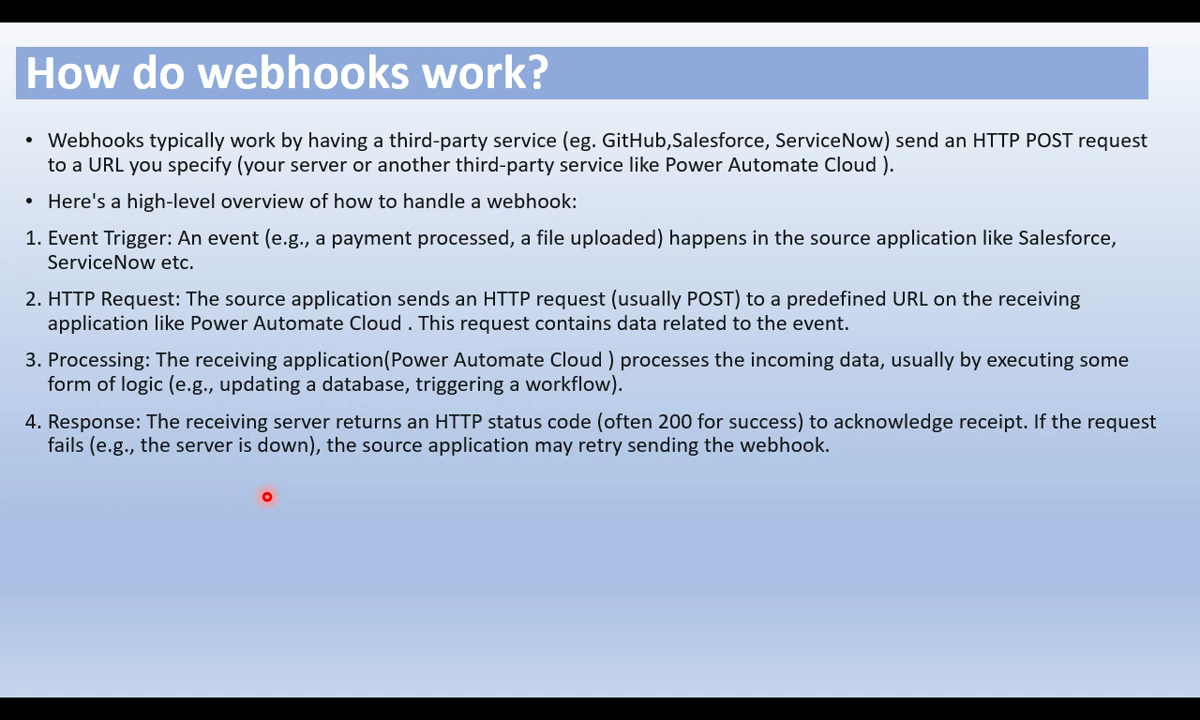 How do webhooks work?
• Webhooks typically work by having a third-party service (eg. GitHub,Salesforce, ServiceNow) send an HTTP POST request
to a URL you specify (your server or another third-party service like Power Automate Cloud ).
• Here's a high-level overview of how to handle a webhook:
1. Event Trigger: An event (e.g., a payment processed, a file uploaded) happens in the source application like Salesforce,
ServiceNow etc.
2. HTTP Request: The source application sends an HTTP request (usually POST) to a predefined URL on the receiving
application like Power Automate Cloud . This request contains data related to the event.
3. Processing: The receiving application(Power Automate Cloud ) processes the incoming data, usually by executing some
form of logic (e.g., updating a database, triggering a workflow).
4. Response: The receiving server returns an HTTP status code (often 200 for success) to acknowledge receipt. If the request
fails (e.g., the server is down), the source application may retry sending the webhook.